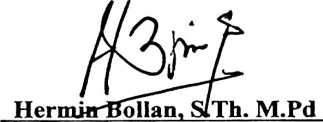 Hermin Bollan, S.Th. M.Pd